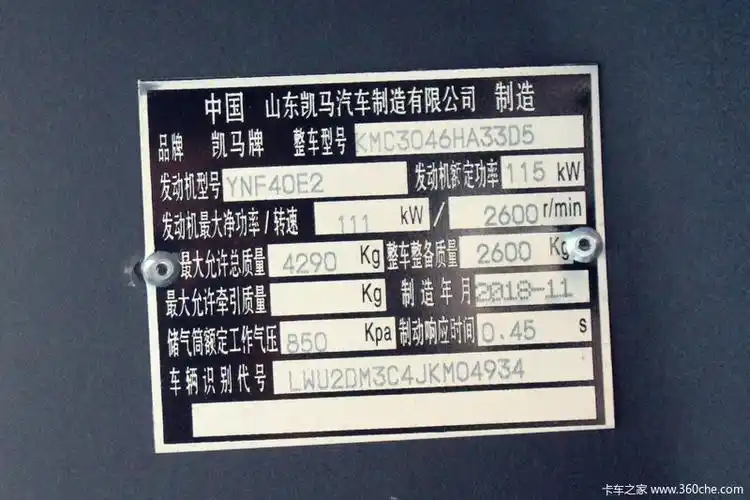 中国 山东凯马汽车制造有限公司 制造
品牌 凯马牌 整车型号 KMC3046HA33D5
发动机型号 YNF40E2 发动机额定功率 115 kW
发动机最大净功率/转速 111 kW / 2600 r/min
最大允许总质量 4290 Kg 整车整备质量 2600 Kg
最大允许牵引质量 Kg 制造年月 2018-11
储气筒额定工作气压 850 Kpa 制动响应时间 0.45 s
车辆识别代号 LWU2DM3C4JKM04934
卡车之家 www.360che.com